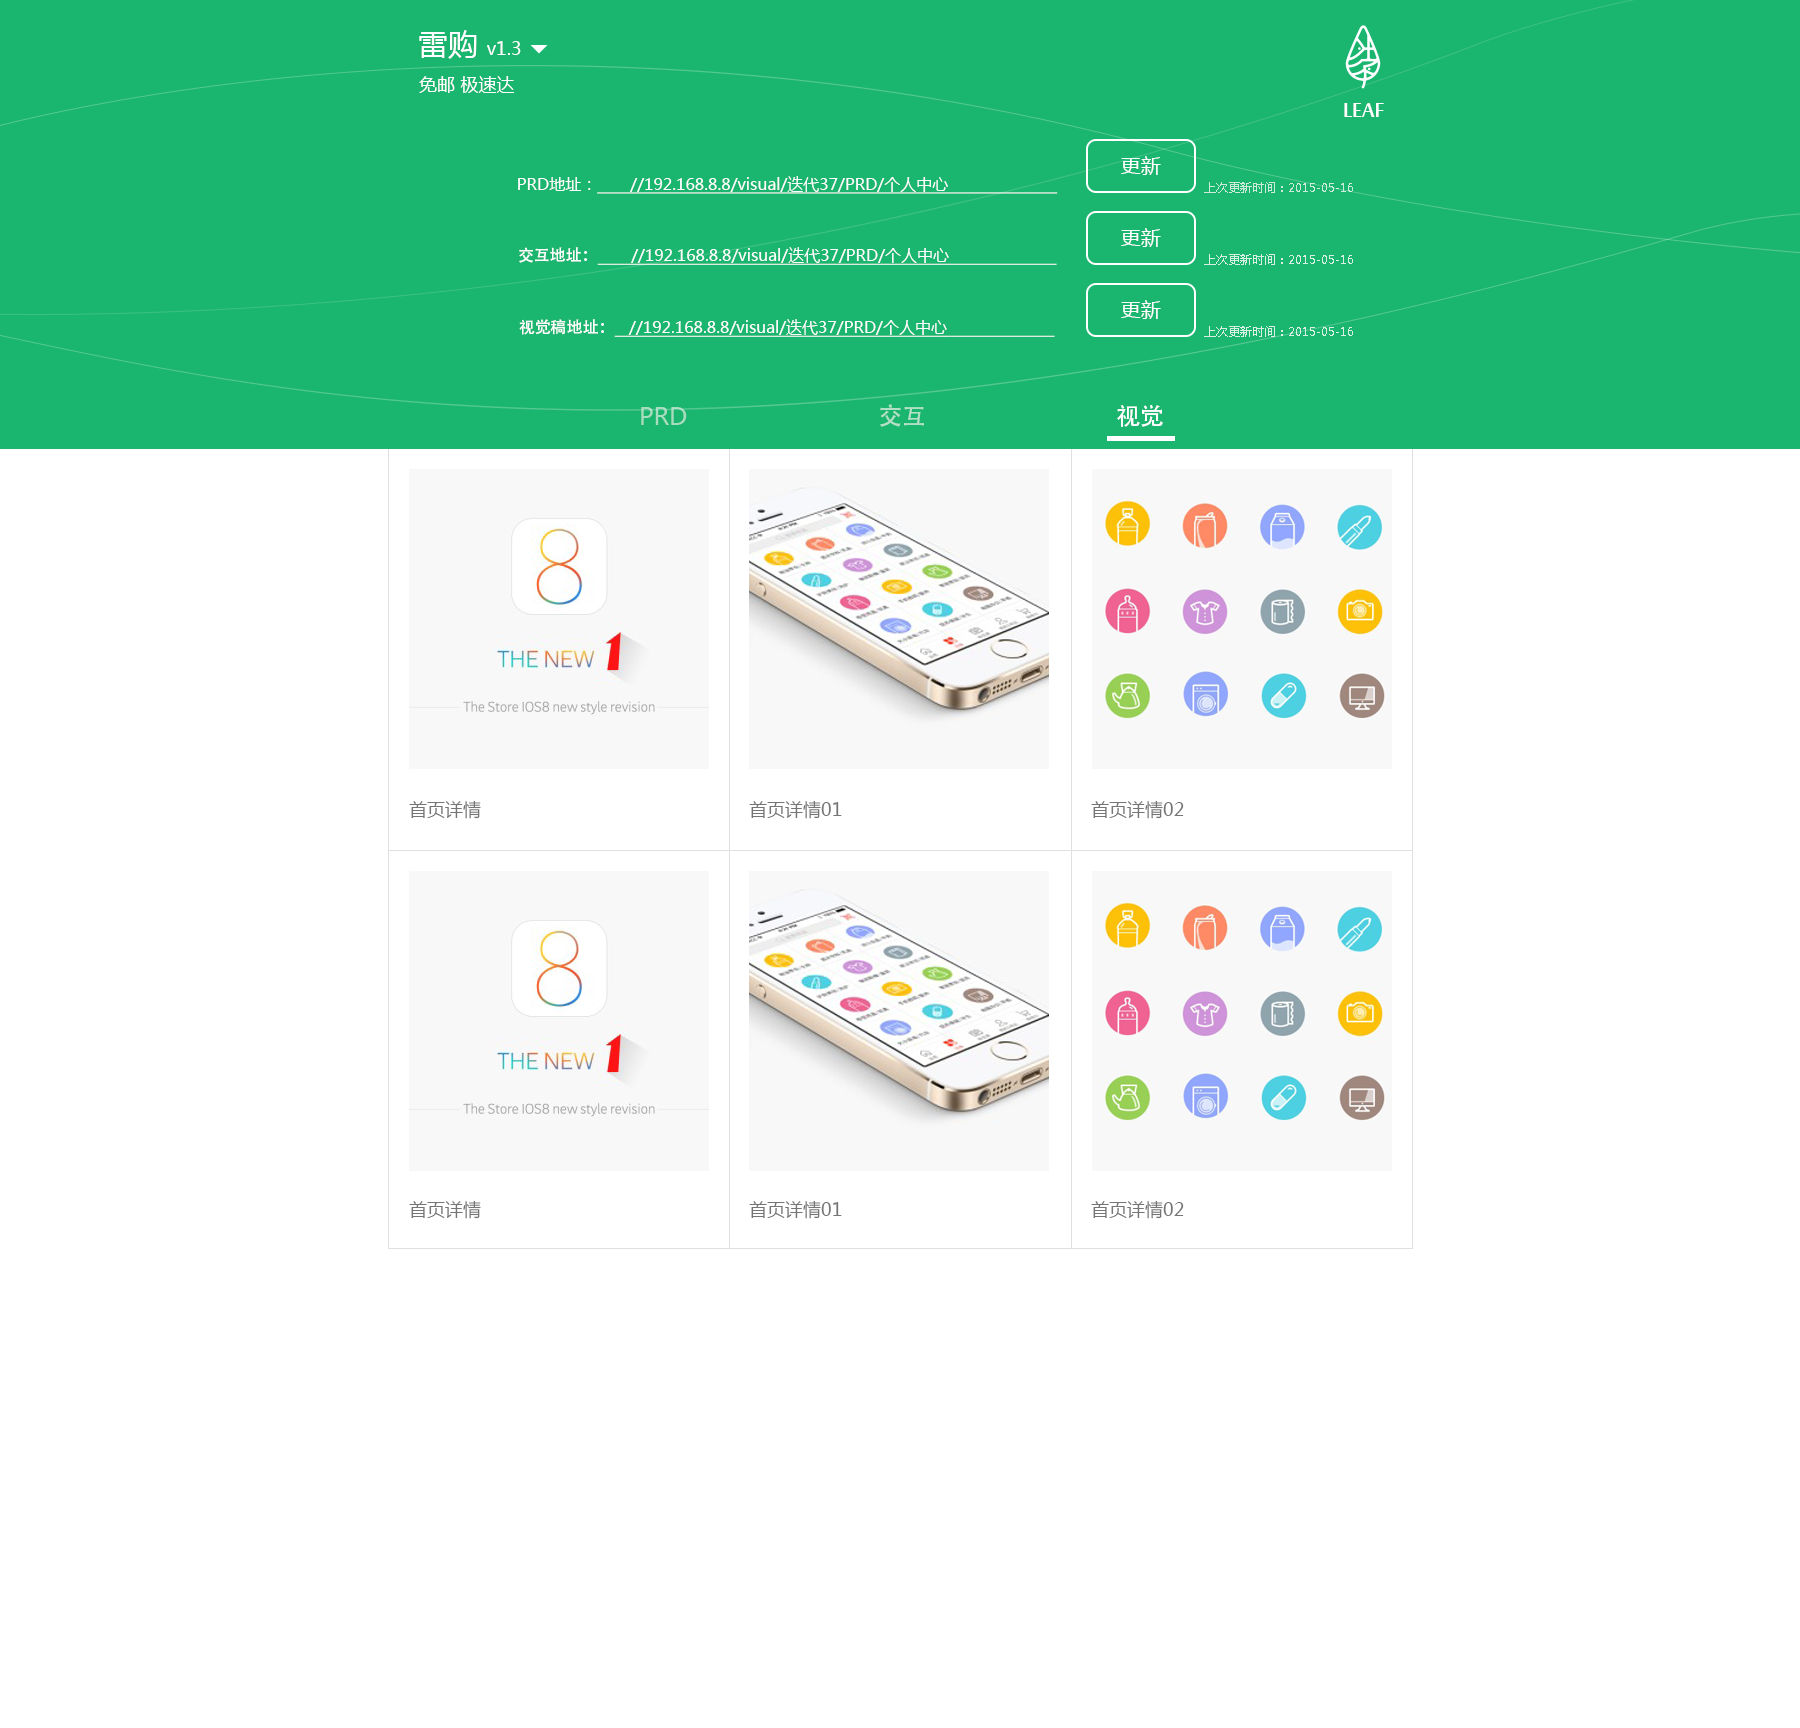 雷购 v1.3
免邮 极速达
LEAF
PRD地址： //192.168.8.8/visual/迭代37/PRD/个人中心
更新
上次更新时间：2015-05-16
交互地址： //192.168.8.8/visual/迭代37/PRD/个人中心
更新
上次更新时间：2015-05-16
视觉稿地址： //192.168.8.8/visual/迭代37/PRD/个人中心
更新
上次更新时间：2015-05-16
PRD
交互
视觉
8
THE NEW 1
The Store IOS8 new style revision
首页详情
首页详情01
首页详情02
8
THE NEW 1
The Store IOS8 new style revision
首页详情
首页详情01
首页详情02